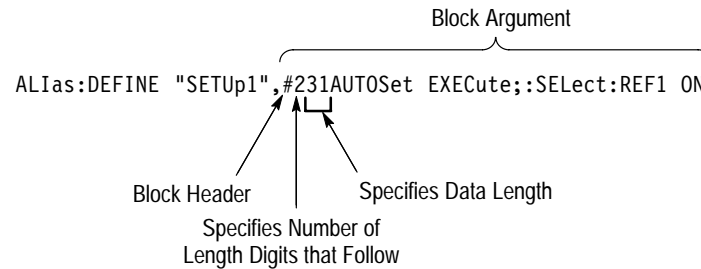 Block Argument
ALIas:DEFINE "SETUp1",#231AUTOSet EXECute;::SELect:REF1 ON
Block Header
Specifies Data Length
Specifies Number of
Length Digits that Follow